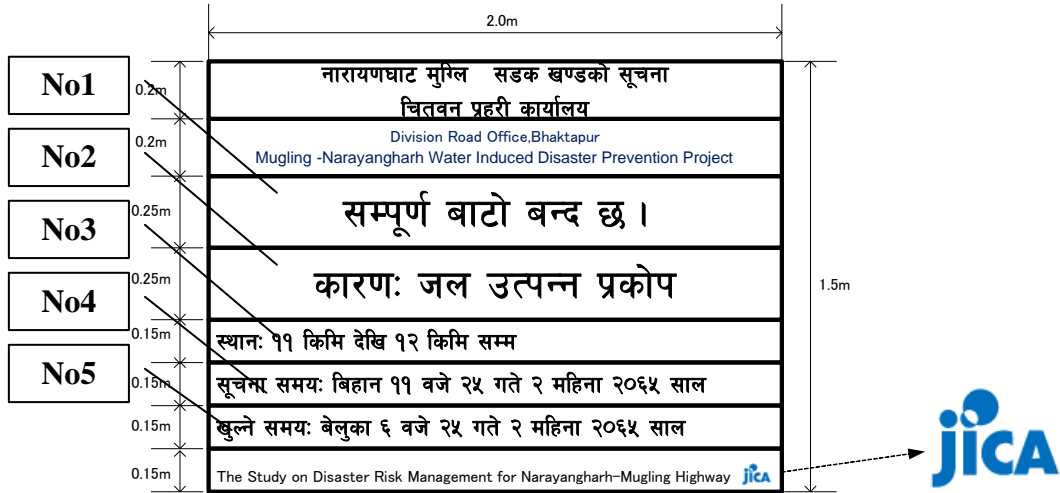 2.0m
No1
No2
No3
No4
No5
0.2m
0.2m
0.25m
0.25m
0.15m
0.15m
0.15m
0.15m
नारायणघाट मुग्लि सडक खण्डको सूचना
चितवन प्रहरी कार्यालय
Division Road Office,Bhaktapur
Mugling -Narayangharh Water Induced Disaster Prevention Project
सम्पूर्ण बाटो बन्द छ ।
कारणः जल उत्पन्न प्रकोप
स्थानः ११ किमि देखि १२ किमि सम्म
सूचना समयः बिहान ११ वजे २५ गते २ महिना २०६५ साल
खुल्ने समयः बेलुका ६ वजे २५ गते २ महिना २०६५ साल
The Study on Disaster Risk Management for Narayangharh-Mugling Highway jICA
1.5m
jICA